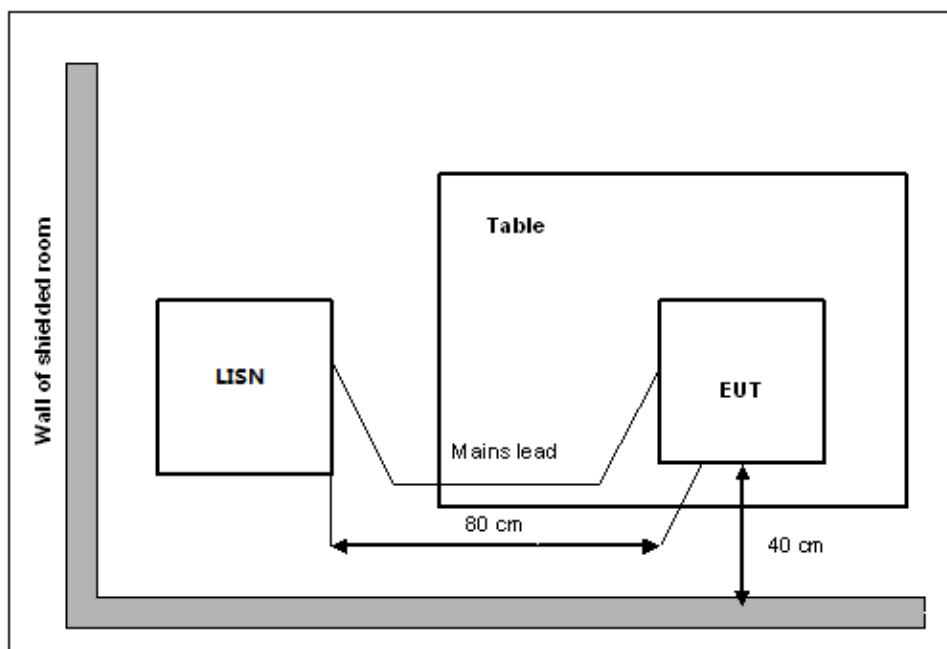 Table
Wall of shielded room
LISN
EUT
Mains lead
80 cm
40 cm